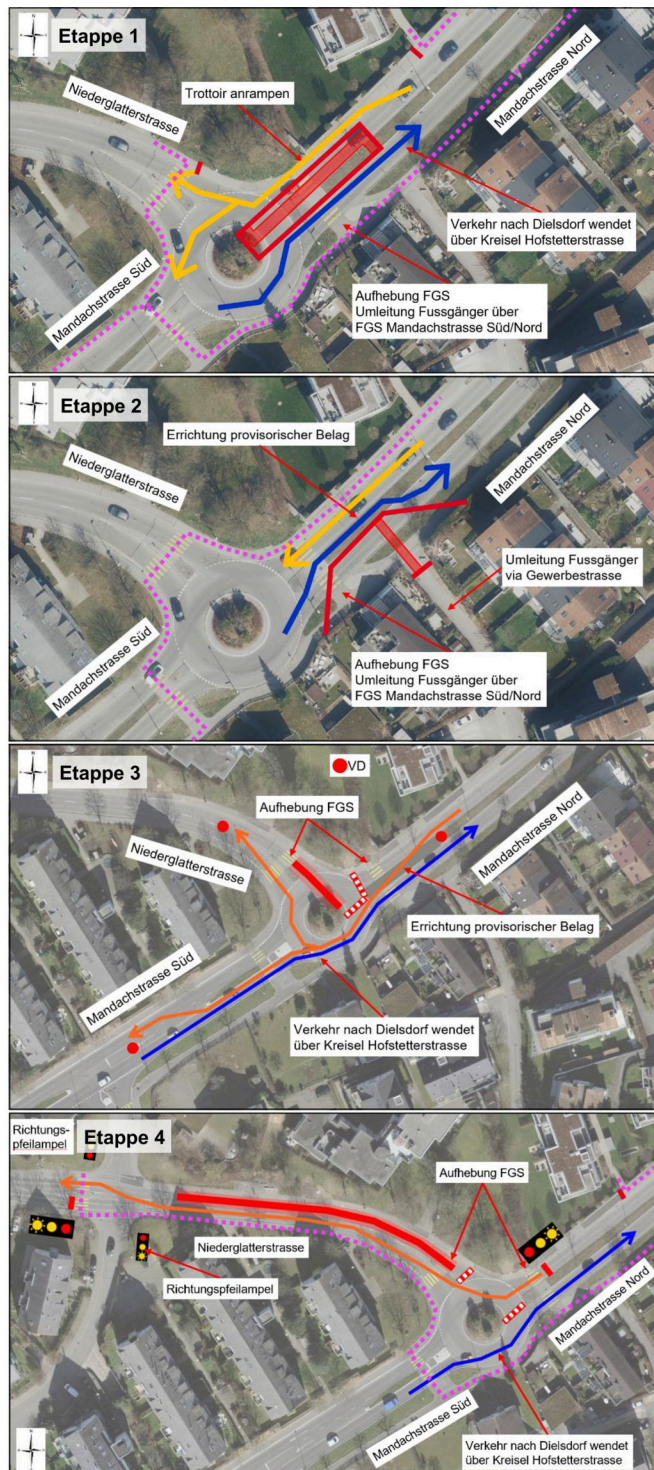 N
Etappe 1
Niederglatterstrasse
Trottoir anrampen
Mandachstrasse Nord
Verkehr nach Dielsdorf wendet
über Kreisel Hofstetterstrasse
Mandachstrasse Süd
Aufhebung FGS
Umleitung Fussgänger über
FGS Mandachstrasse Süd/Nord
N
Etappe 2
Errichtung provisorischer Belag
Niederglatterstrasse
Mandachstrasse Nord
Umleitung Fussgänger
via Gewerbestrasse
Mandachstrasse Süd
Aufhebung FGS
Umleitung Fussgänger über
FGS Mandachstrasse Süd/Nord
N
Etappe 3
VD
Aufhebung FGS
Niederglatterstrasse
Mandachstrasse Nord
Errichtung provisorischer Belag
Mandachstrasse Süd
Verkehr nach Dielsdorf wendet
über Kreisel Hofstetterstrasse
Richtungs-
pfeilampel
Etappe 4
Aufhebung FGS
Niederglatterstrasse
Richtungspfeilampel
Mandachstrasse Nord
Mandachstrasse Süd
Verkehr nach Dielsdorf wendet
über Kreisel Hofstetterstrasse
N